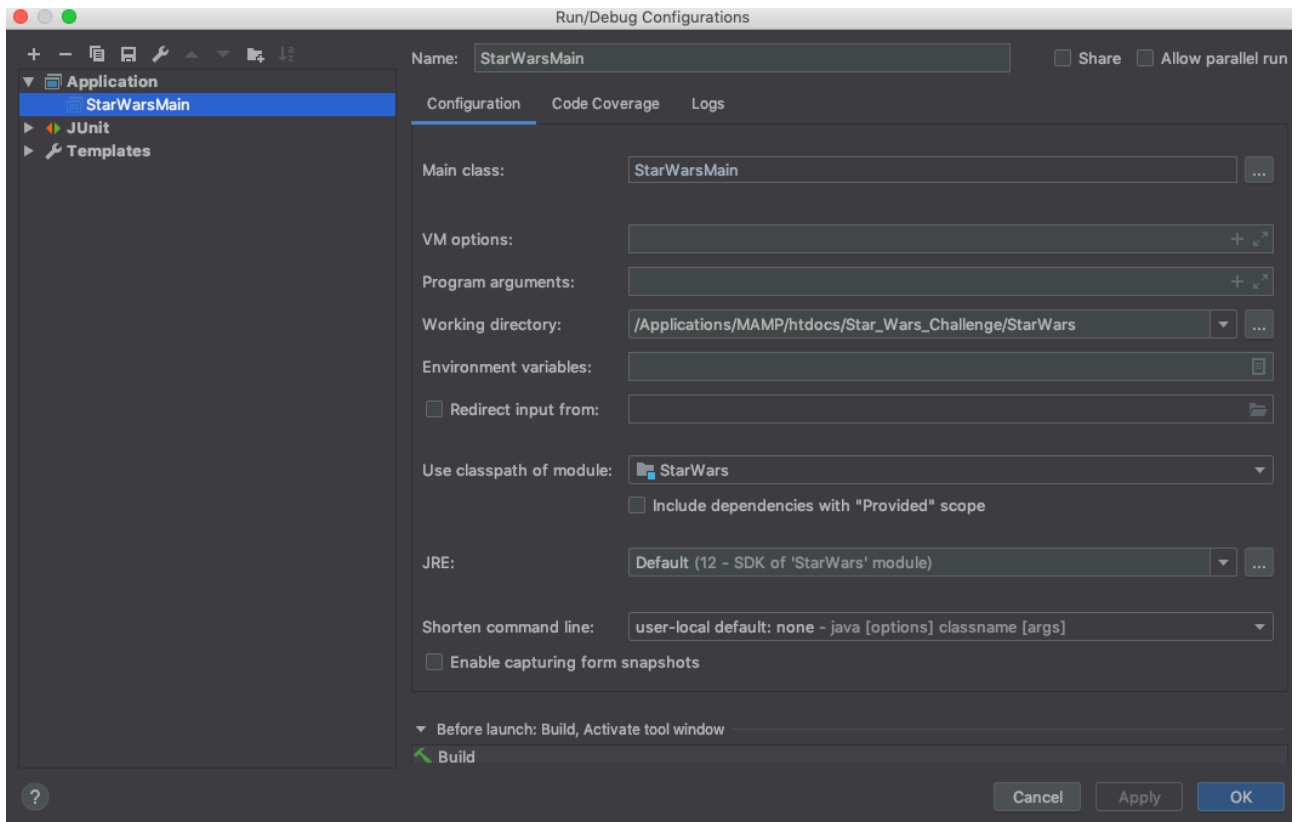 Run/Debug Configurations
Name: StarWarsMain Share Allow parallel run
Application
StarWarsMain
JUnit
Templates
Configuration Code Coverage Logs
Main class: StarWarsMain ...
VM options:
Program arguments:
Working directory: /Applications/MAMP/htdocs/Star_Wars_Challenge/StarWars ...
Environment variables:
Redirect input from:
Use classpath of module: StarWars
Include dependencies with "Provided" scope
JRE: Default (12 – SDK of 'StarWars' module) ...
Shorten command line: user-local default: none – java [options] classname [args]
Enable capturing form snapshots
Before launch: Build, Activate tool window
Build
? Cancel Apply OK